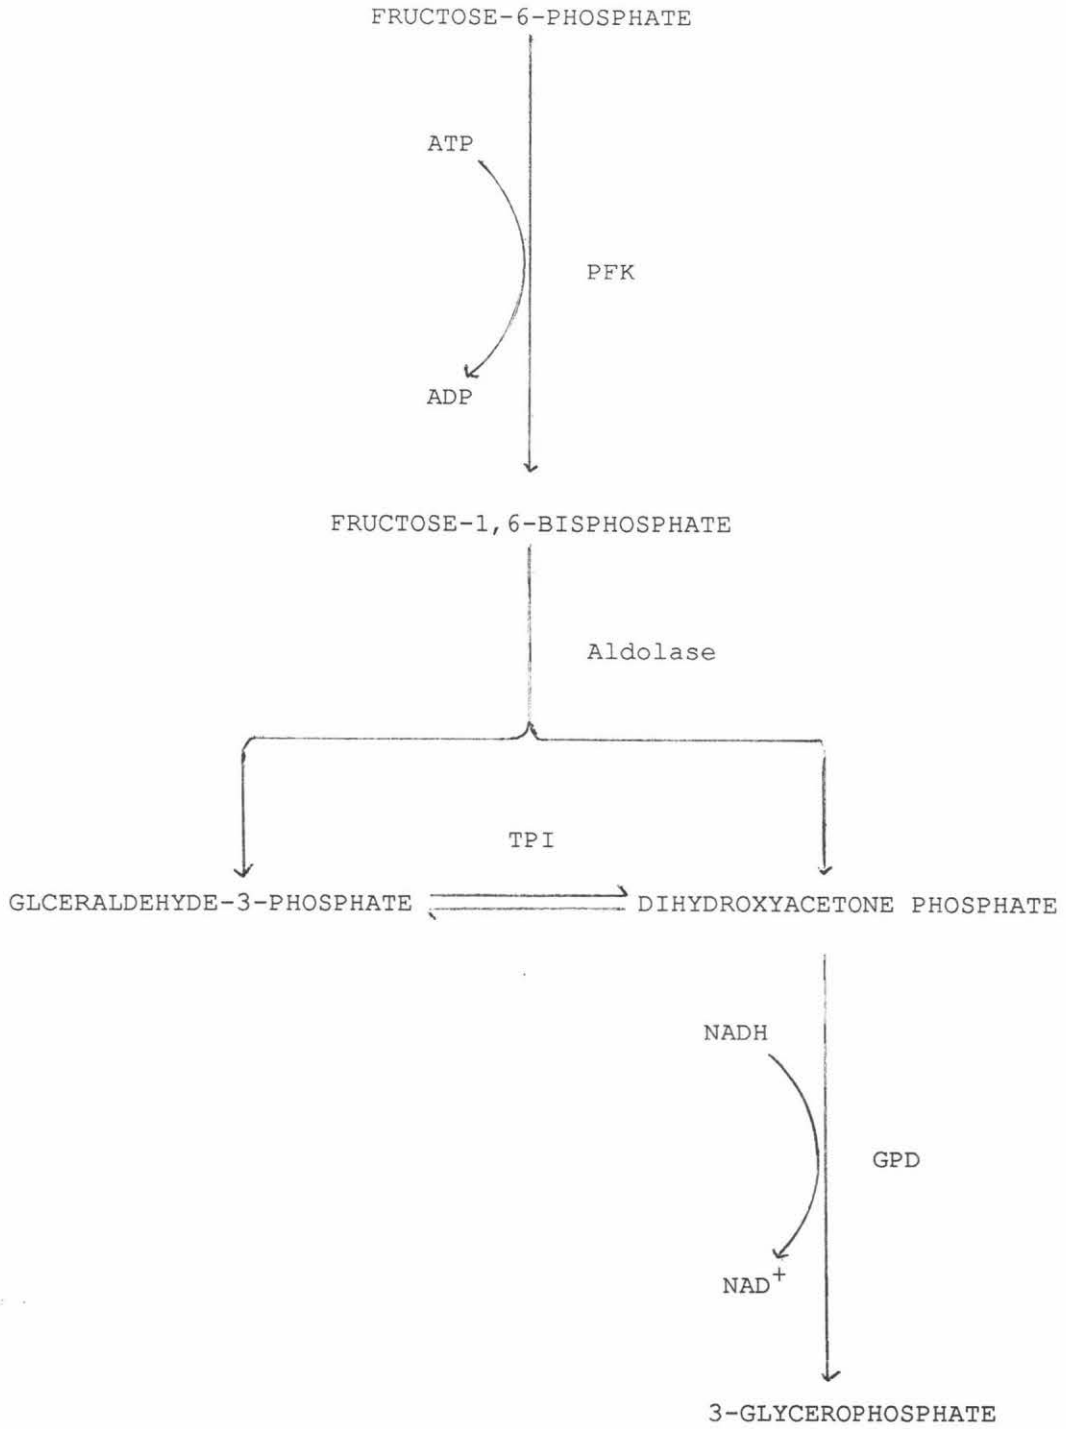 FRUCTOSE-6-PHOSPHATE
ATP
PFK
ADP
FRUCTOSE-1,6-BISPHOSPHATE
Aldolase
TPI
GLCERALDEHYDE-3-PHOSPHATE
DIHYDROXYACETONE PHOSPHATE
NADH
GPD
NAD⁺
3-GLYCEROPHOSPHATE